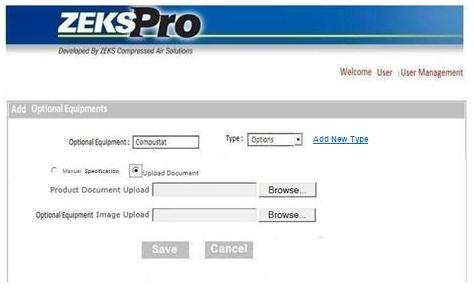 ZEKSPro
Developed By ZEKS Compressed Air Solutions
Welcome User | User Management
Add Optional Equipments
Optional Equipment : Compustat Type : Options Add New Type
Manual Specification Upload Document
Product Document Upload Browse...
Optional Equipment Image Upload Browse...
Save Cancel